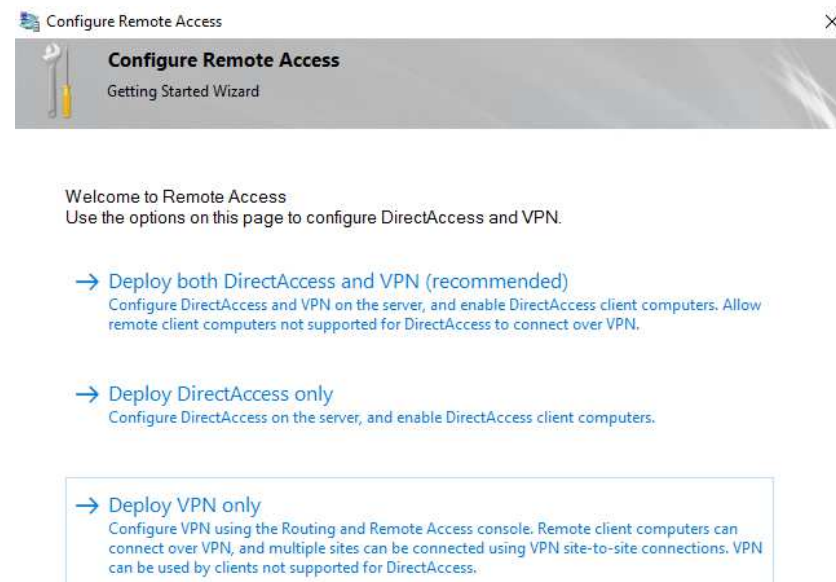 Configure Remote Access
Configure Remote Access
Getting Started Wizard
Welcome to Remote Access
Use the options on this page to configure DirectAccess and VPN.
Deploy both DirectAccess and VPN (recommended)
Configure DirectAccess and VPN on the server, and enable DirectAccess client computers. Allow
remote client computers not supported for DirectAccess to connect over VPN.
Deploy DirectAccess only
Configure DirectAccess on the server, and enable DirectAccess client computers.
Deploy VPN only
Configure VPN using the Routing and Remote Access console. Remote client computers can
connect over VPN, and multiple sites can be connected using VPN site-to-site connections. VPN
can be used by clients not supported for DirectAccess.